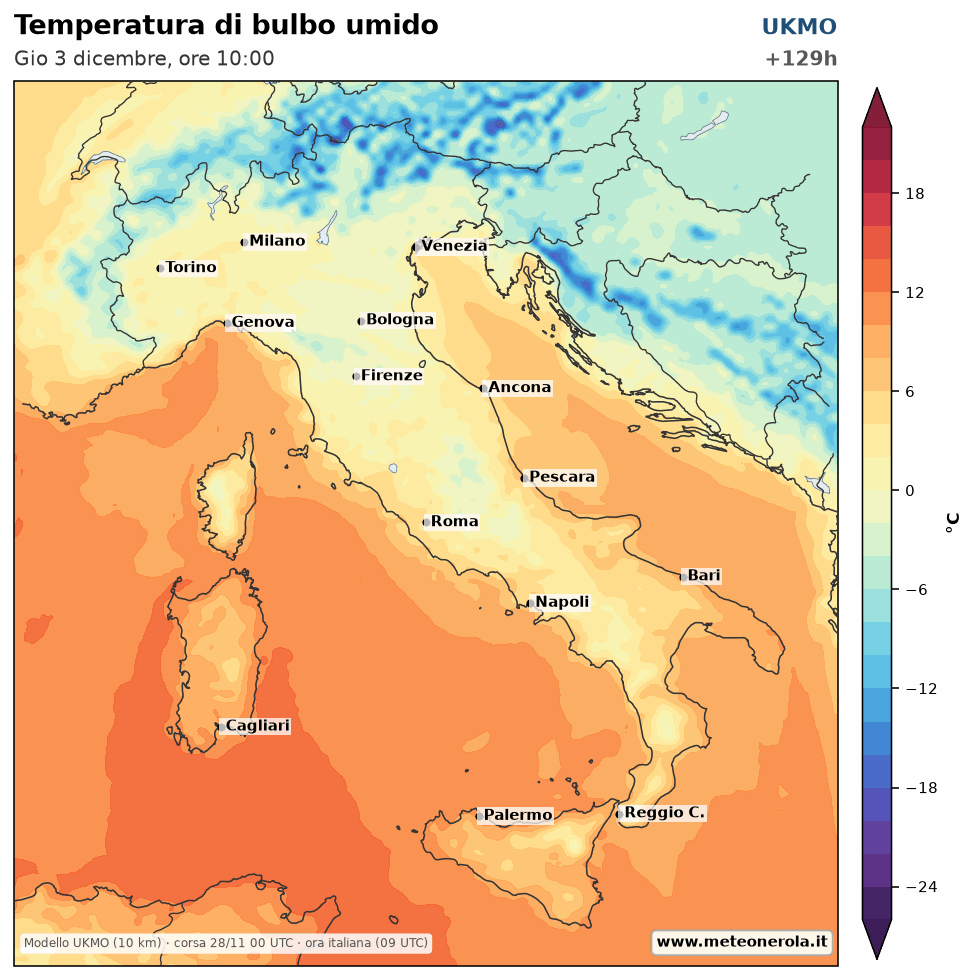 Temperatura di bulbo umido
UKMO
Gio 3 dicembre, ore 10:00
+129h
Milano
Venezia
Torino
Genova
Bologna
Firenze
Ancona
Pescara
Roma
Bari
Napoli
Cagliari
Palermo
Reggio C.
18
12
6
0
−6
−12
−18
−24
°C
Modello UKMO (10 km) · corsa 28/11 00 UTC · ora italiana (09 UTC)
www.meteonerola.it